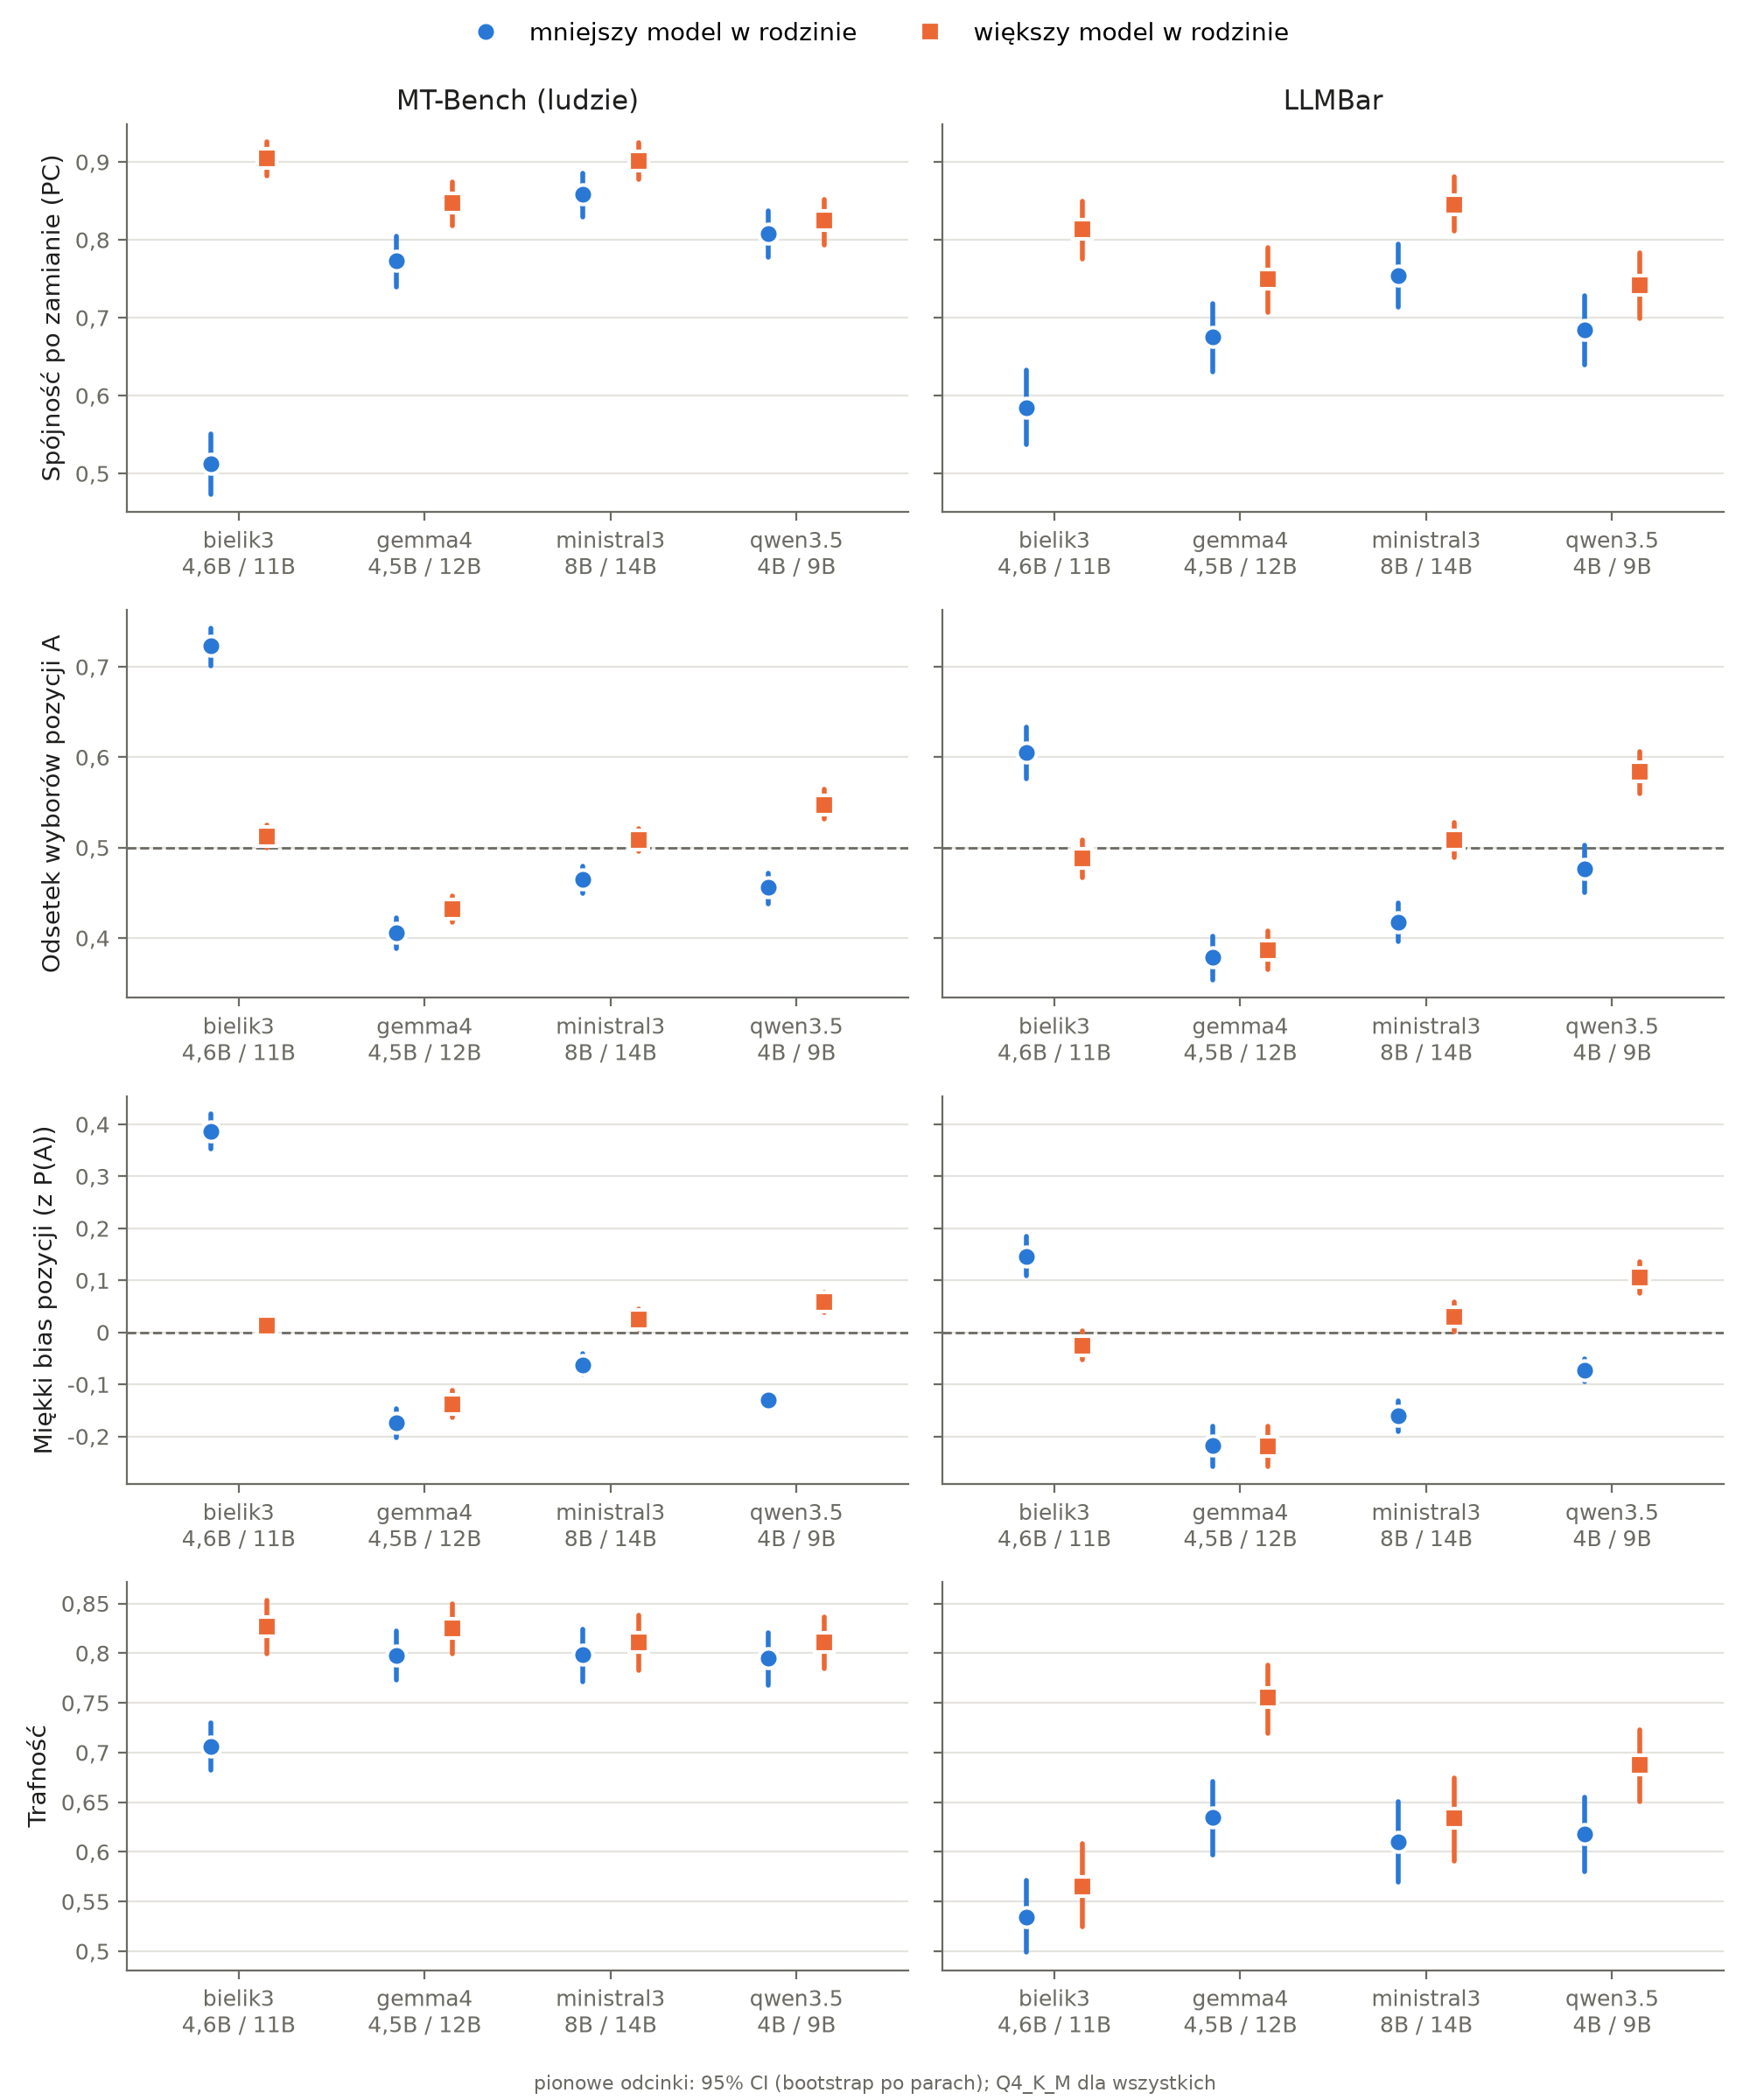 mniejszy model w rodzinie
większy model w rodzinie
MT-Bench (ludzie)
LLMBar
Spójność po zamianie (PC)
0,9
0,8
0,7
0,6
0,5
bielik3
4,6B / 11B
gemma4
4,5B / 12B
ministral3
8B / 14B
qwen3.5
4B / 9B
bielik3
4,6B / 11B
gemma4
4,5B / 12B
ministral3
8B / 14B
qwen3.5
4B / 9B
Odsetek wyborów pozycji A
0,7
0,6
0,5
0,4
bielik3
4,6B / 11B
gemma4
4,5B / 12B
ministral3
8B / 14B
qwen3.5
4B / 9B
bielik3
4,6B / 11B
gemma4
4,5B / 12B
ministral3
8B / 14B
qwen3.5
4B / 9B
Miękki bias pozycji (z P(A))
0,4
0,3
0,2
0,1
0
-0,1
-0,2
bielik3
4,6B / 11B
gemma4
4,5B / 12B
ministral3
8B / 14B
qwen3.5
4B / 9B
bielik3
4,6B / 11B
gemma4
4,5B / 12B
ministral3
8B / 14B
qwen3.5
4B / 9B
Trafność
0,85
0,8
0,75
0,7
0,65
0,6
0,55
0,5
bielik3
4,6B / 11B
gemma4
4,5B / 12B
ministral3
8B / 14B
qwen3.5
4B / 9B
bielik3
4,6B / 11B
gemma4
4,5B / 12B
ministral3
8B / 14B
qwen3.5
4B / 9B
pionowe odcinki: 95% CI (bootstrap po parach); Q4_K_M dla wszystkich